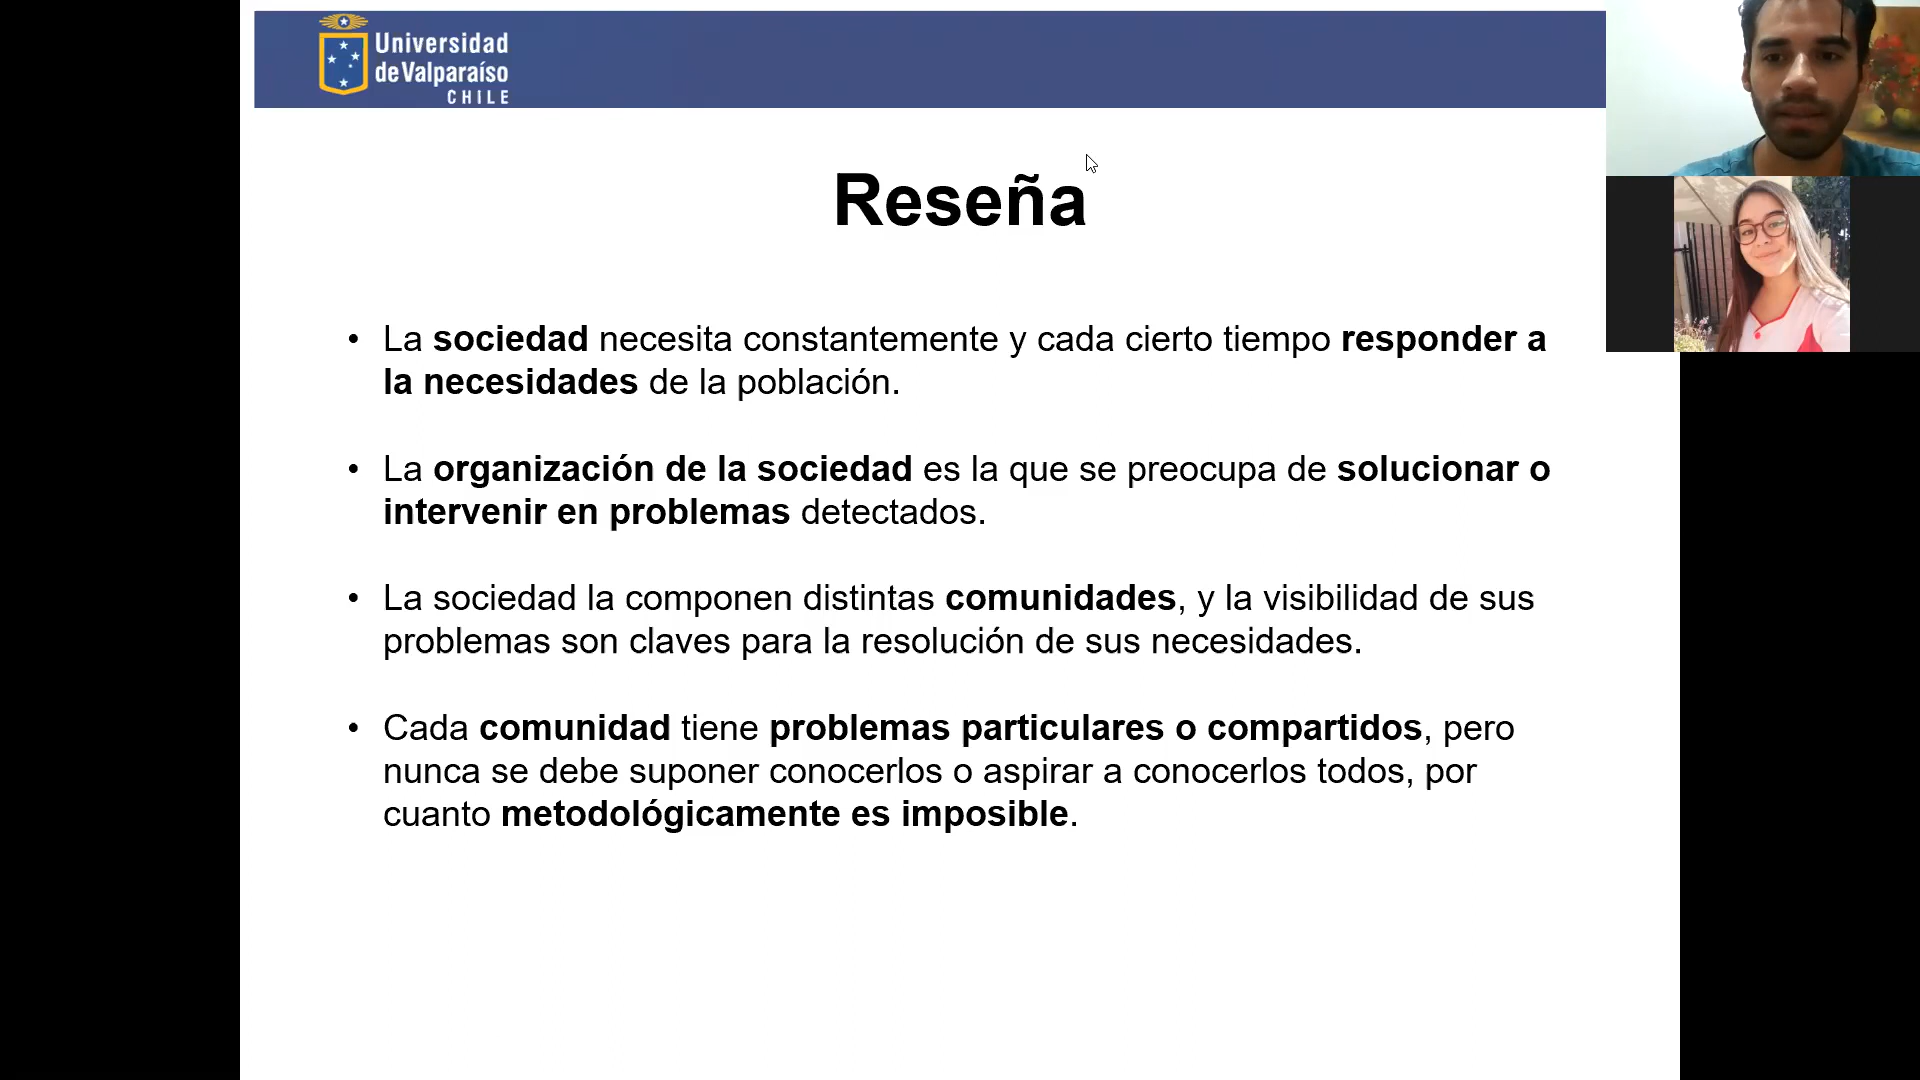 Universidad
de Valparaíso
CHILE
Reseña
• La sociedad necesita constantemente y cada cierto tiempo responder a
la necesidades de la población.
• La organización de la sociedad es la que se preocupa de solucionar o
intervenir en problemas detectados.
• La sociedad la componen distintas comunidades, y la visibilidad de sus
problemas son claves para la resolución de sus necesidades.
• Cada comunidad tiene problemas particulares o compartidos, pero
nunca se debe suponer conocerlos o aspirar a conocerlos todos, por
cuanto metodológicamente es imposible.